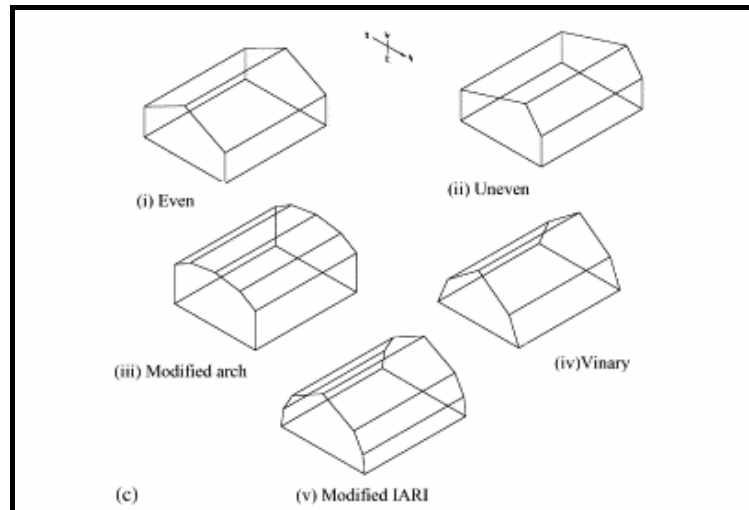 (i) Even
(ii) Uneven
(iii) Modified arch
(iv)Vinary
(c)
(v) Modified IARI